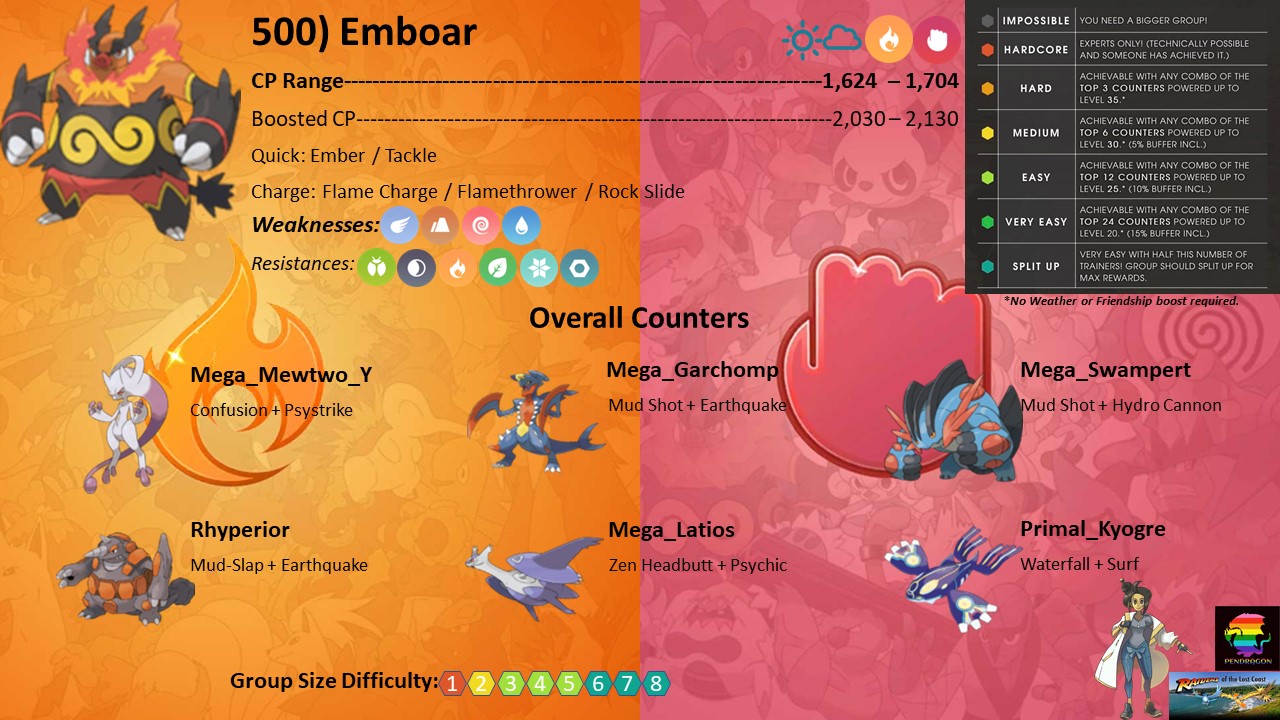 500) Emboar
CP Range--------------------------------------------------------------------1,624 – 1,704
Boosted CP--------------------------------------------------------------------2,030 – 2,130
Quick: Ember / Tackle
Charge: Flame Charge / Flamethrower / Rock Slide
Weaknesses:
Resistances:
IMPOSSIBLE YOU NEED A BIGGER GROUP!
HARDCORE EXPERTS ONLY! (TECHNICALLY POSSIBLE
AND SOMEONE HAS ACHIEVED IT.)
HARD ACHIEVABLE WITH ANY COMBO OF THE
TOP 3 COUNTERS POWERED UP TO
LEVEL 35.*
MEDIUM ACHIEVABLE WITH ANY COMBO OF THE
TOP 6 COUNTERS POWERED UP TO
LEVEL 30.* (5% BUFFER INCL.)
EASY ACHIEVABLE WITH ANY COMBO OF THE
TOP 12 COUNTERS POWERED UP TO
LEVEL 25.* (10% BUFFER INCL.)
VERY EASY ACHIEVABLE WITH ANY COMBO OF THE
TOP 24 COUNTERS POWERED UP TO
LEVEL 20.* (15% BUFFER INCL.)
SPLIT UP VERY EASY WITH HALF THIS NUMBER OF
TRAINERS! GROUP SHOULD SPLIT UP FOR
MAX REWARDS.
*No Weather or Friendship boost required.
Overall Counters
Mega_Mewtwo_Y
Confusion + Psystrike
Mega_Garchomp
Mud Shot + Earthquake
Mega_Swampert
Mud Shot + Hydro Cannon
Rhyperior
Mud-Slap + Earthquake
Mega_Latios
Zen Headbutt + Psychic
Primal_Kyogre
Waterfall + Surf
Group Size Difficulty: 1 2 3 4 5 6 7 8
PENDRAGON
RAIDERS of the Lost Coast